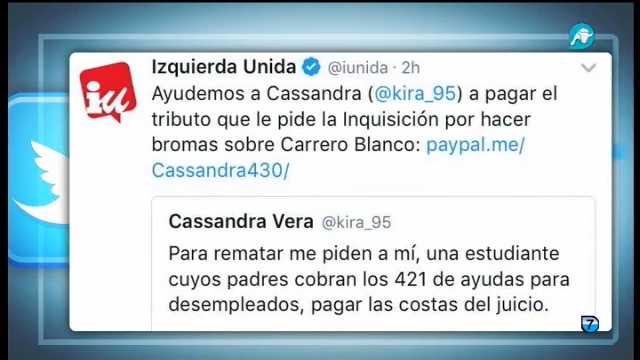 Izquierda Unida @iunida · 2h
iu
Ayudemos a Cassandra (@kira_95) a pagar el
tributo que le pide la Inquisición por hacer
bromas sobre Carrero Blanco: paypal.me/
Cassandra430/
Cassandra Vera @kira_95
Para rematar me piden a mí, una estudiante
cuyos padres cobran los 421 de ayudas para
desempleados, pagar las costas del juicio.
7